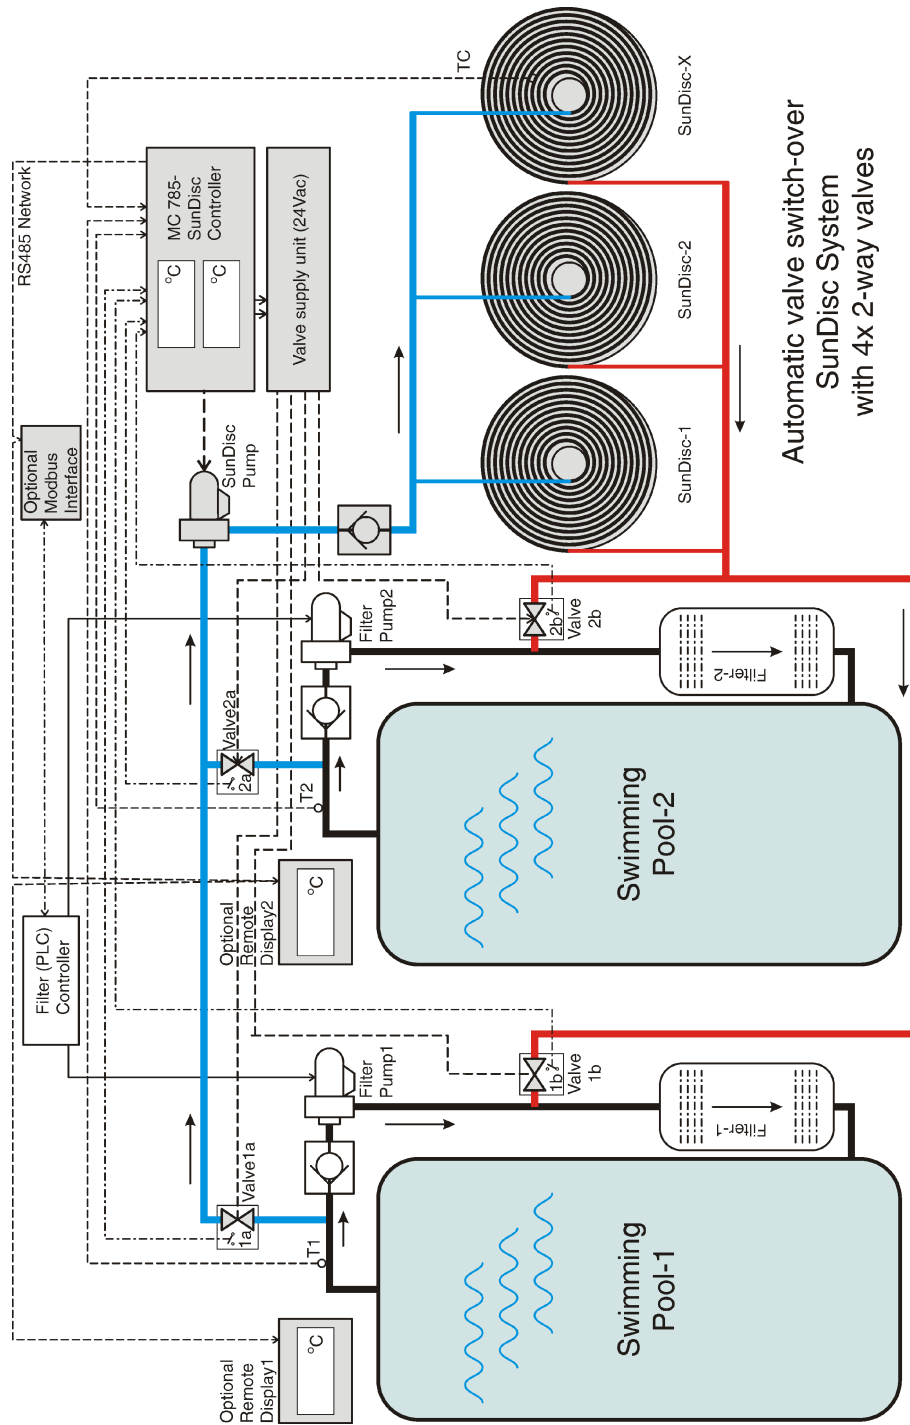 RS485 Network
TC
MC 785-
SunDisc
Controller
°C
°C
Valve supply unit (24Vac)
Optional
Modbus
Interface
SunDisc
Pump
SunDisc-X
SunDisc-2
SunDisc-1
Automatic valve switch-over
SunDisc System
with 4x 2-way valves
Filter (PLC)
Controller
Filter
Pump2
Valve2a
2a
T2
2b
Valve
2b
Filter-2
Optional
Remote
Display2
°C
Swimming
Pool-2
Filter
Pump1
Valve1a
1a
T1
1b
Valve
1b
Filter-1
Optional
Remote
Display1
°C
Swimming
Pool-1